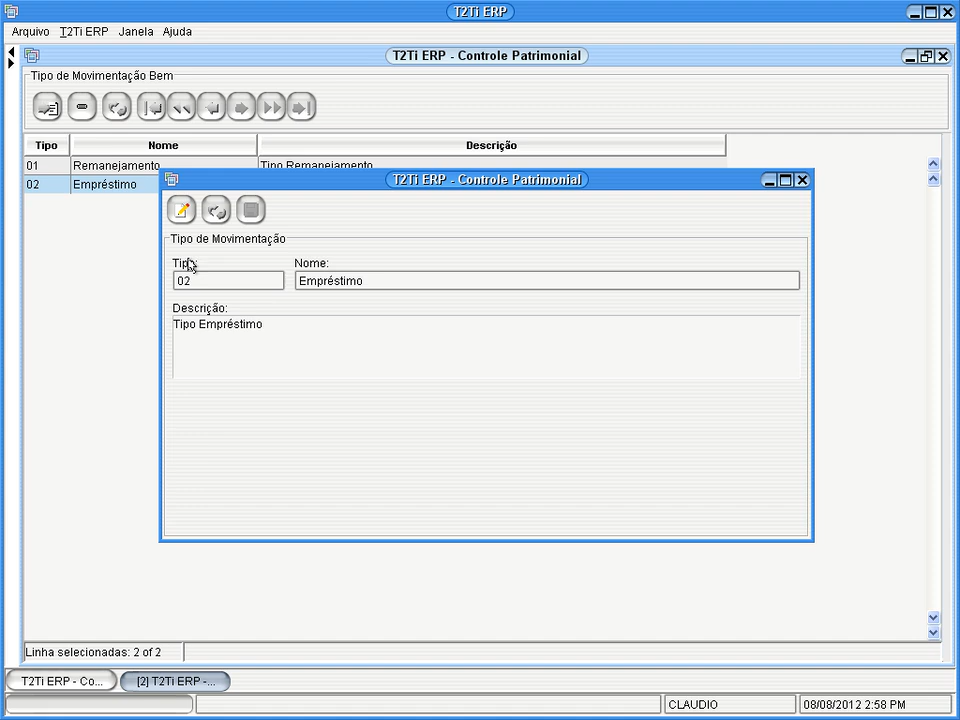 T2Ti ERP
Arquivo T2Ti ERP Janela Ajuda
T2Ti ERP - Controle Patrimonial
Tipo de Movimentação Bem
Tipo Nome Descrição
01 Remanejamento Tipo Remanejamento
02 Empréstimo
T2Ti ERP - Controle Patrimonial
Tipo de Movimentação
Tipo: Nome:
02 Empréstimo
Descrição:
Tipo Empréstimo
Linha selecionadas: 2 of 2
T2Ti ERP - Co... [2] T2Ti ERP -...
CLAUDIO 08/08/2012 2:58 PM